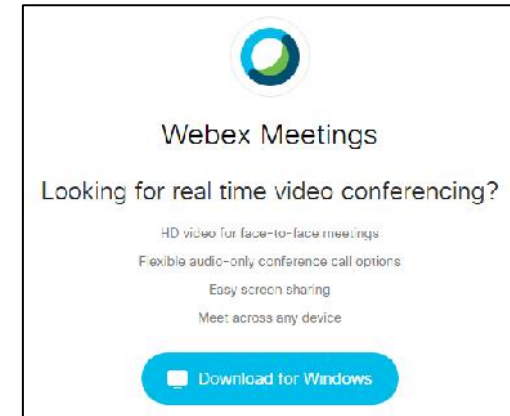 Webex Meetings
Looking for real time video conferencing?
HD video for face-to-face meetings
Flexible audio-only conference call options
Easy screen sharing
Meet across any device
Download for Windows